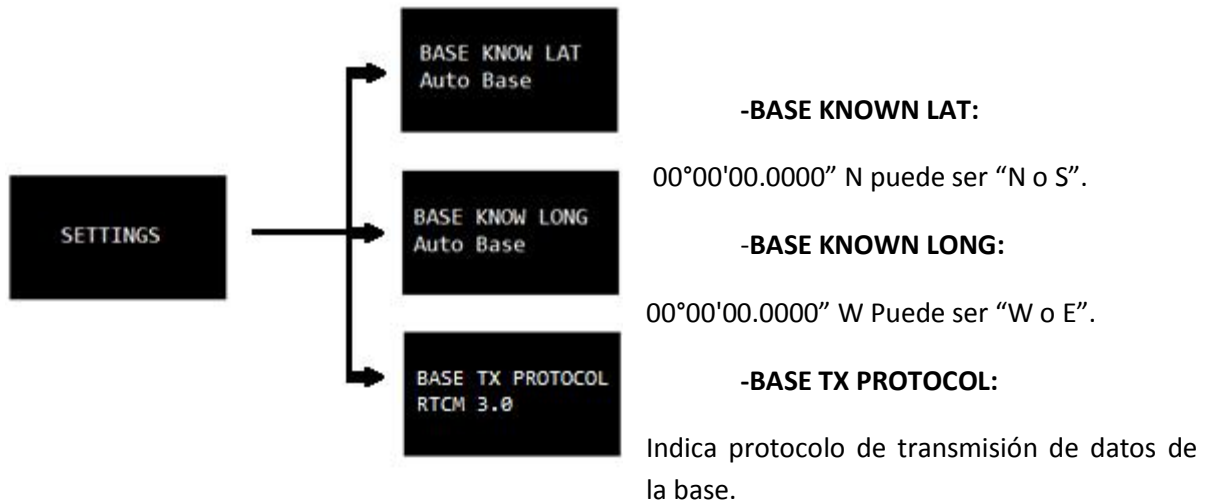 SETTINGS
BASE KNOW LAT
Auto Base
BASE KNOW LONG
Auto Base
BASE TX PROTOCOL
RTCM 3.0
-BASE KNOWN LAT:
00°00'00.0000” N puede ser “N o S”.
-BASE KNOWN LONG:
00°00'00.0000” W Puede ser “W o E”.
-BASE TX PROTOCOL:
Indica protocolo de transmisión de datos de
la base.